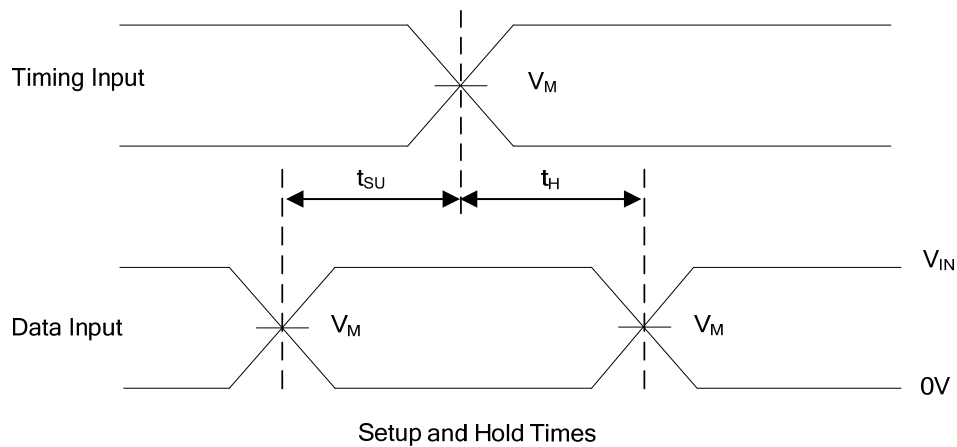 Timing Input
VM
tSU
tH
VIN
Data Input
VM
VM
0V
Setup and Hold Times